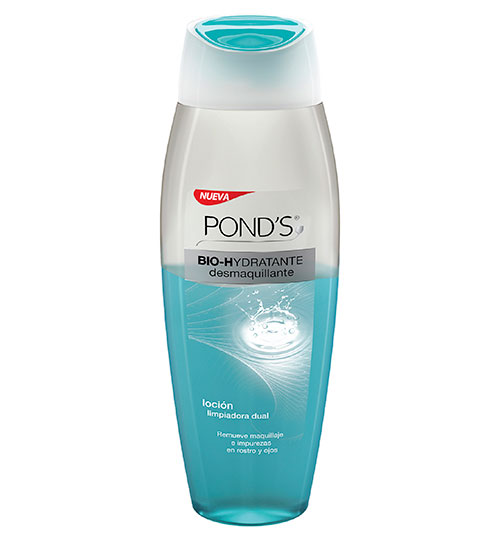 NUEVA
POND'S®
BIO-HYDRATANTE
desmaquillante
loción
limpiadora dual
Remueve maquillaje
e impurezas
en rostro y ojos